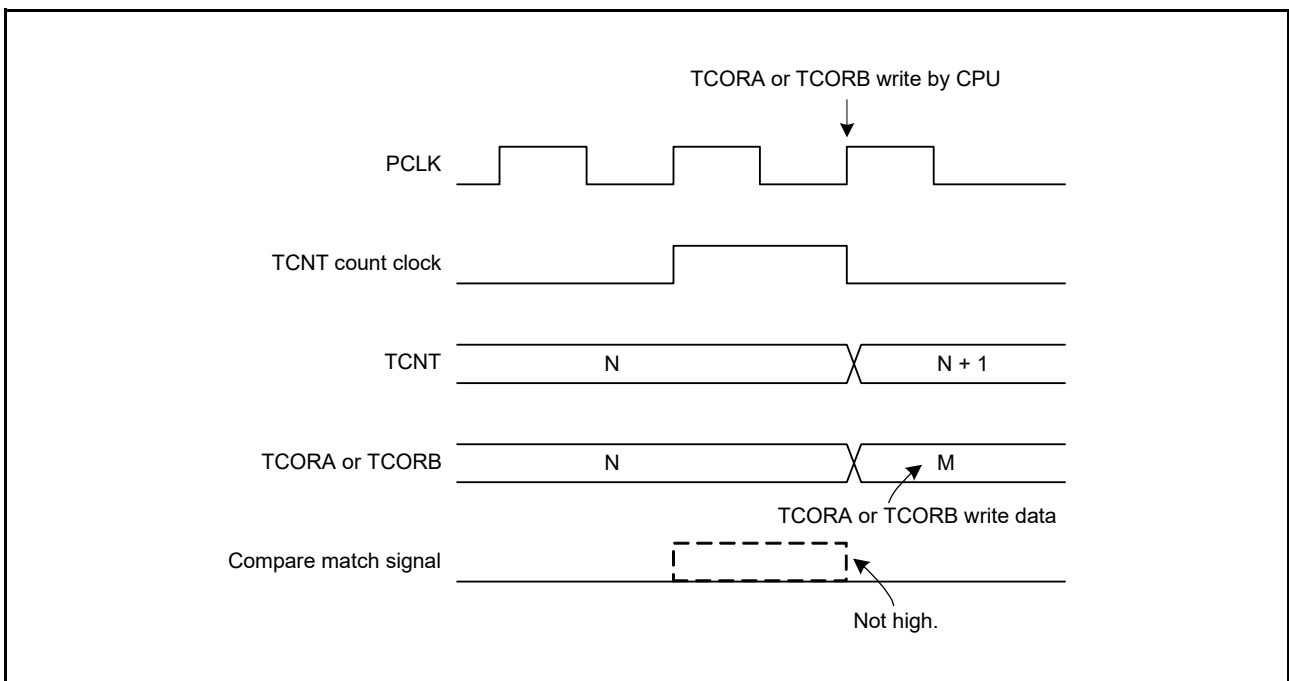 TCORA or TCORB write by CPU
PCLK
TCNT count clock
TCNT
N
N + 1
TCORA or TCORB
N
M
TCORA or TCORB write data
Compare match signal
Not high.